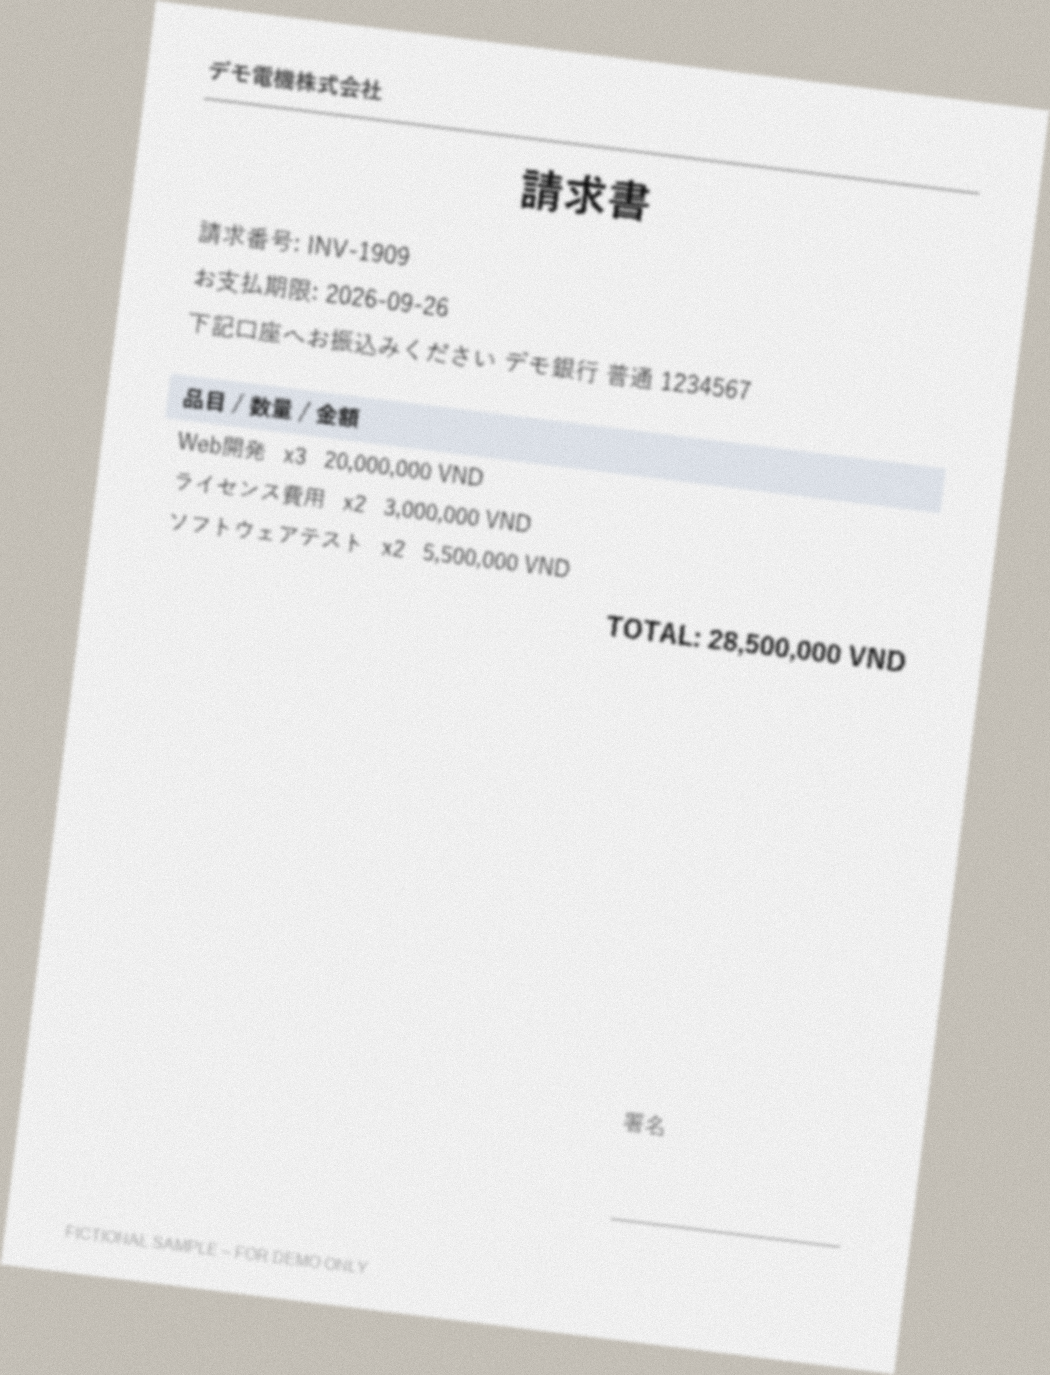 デモ電機株式会社
請求書
請求番号: INV-1909
お支払期限: 2026-09-26
下記口座へお振込みください デモ銀行 普通 1234567
品目 / 数量 / 金額
Web開発 x3 20,000,000 VND
ライセンス費用 x2 3,000,000 VND
ソフトウェアテスト x2 5,500,000 VND
TOTAL: 28,500,000 VND
署名
FICTIONAL SAMPLE – FOR DEMO ONLY